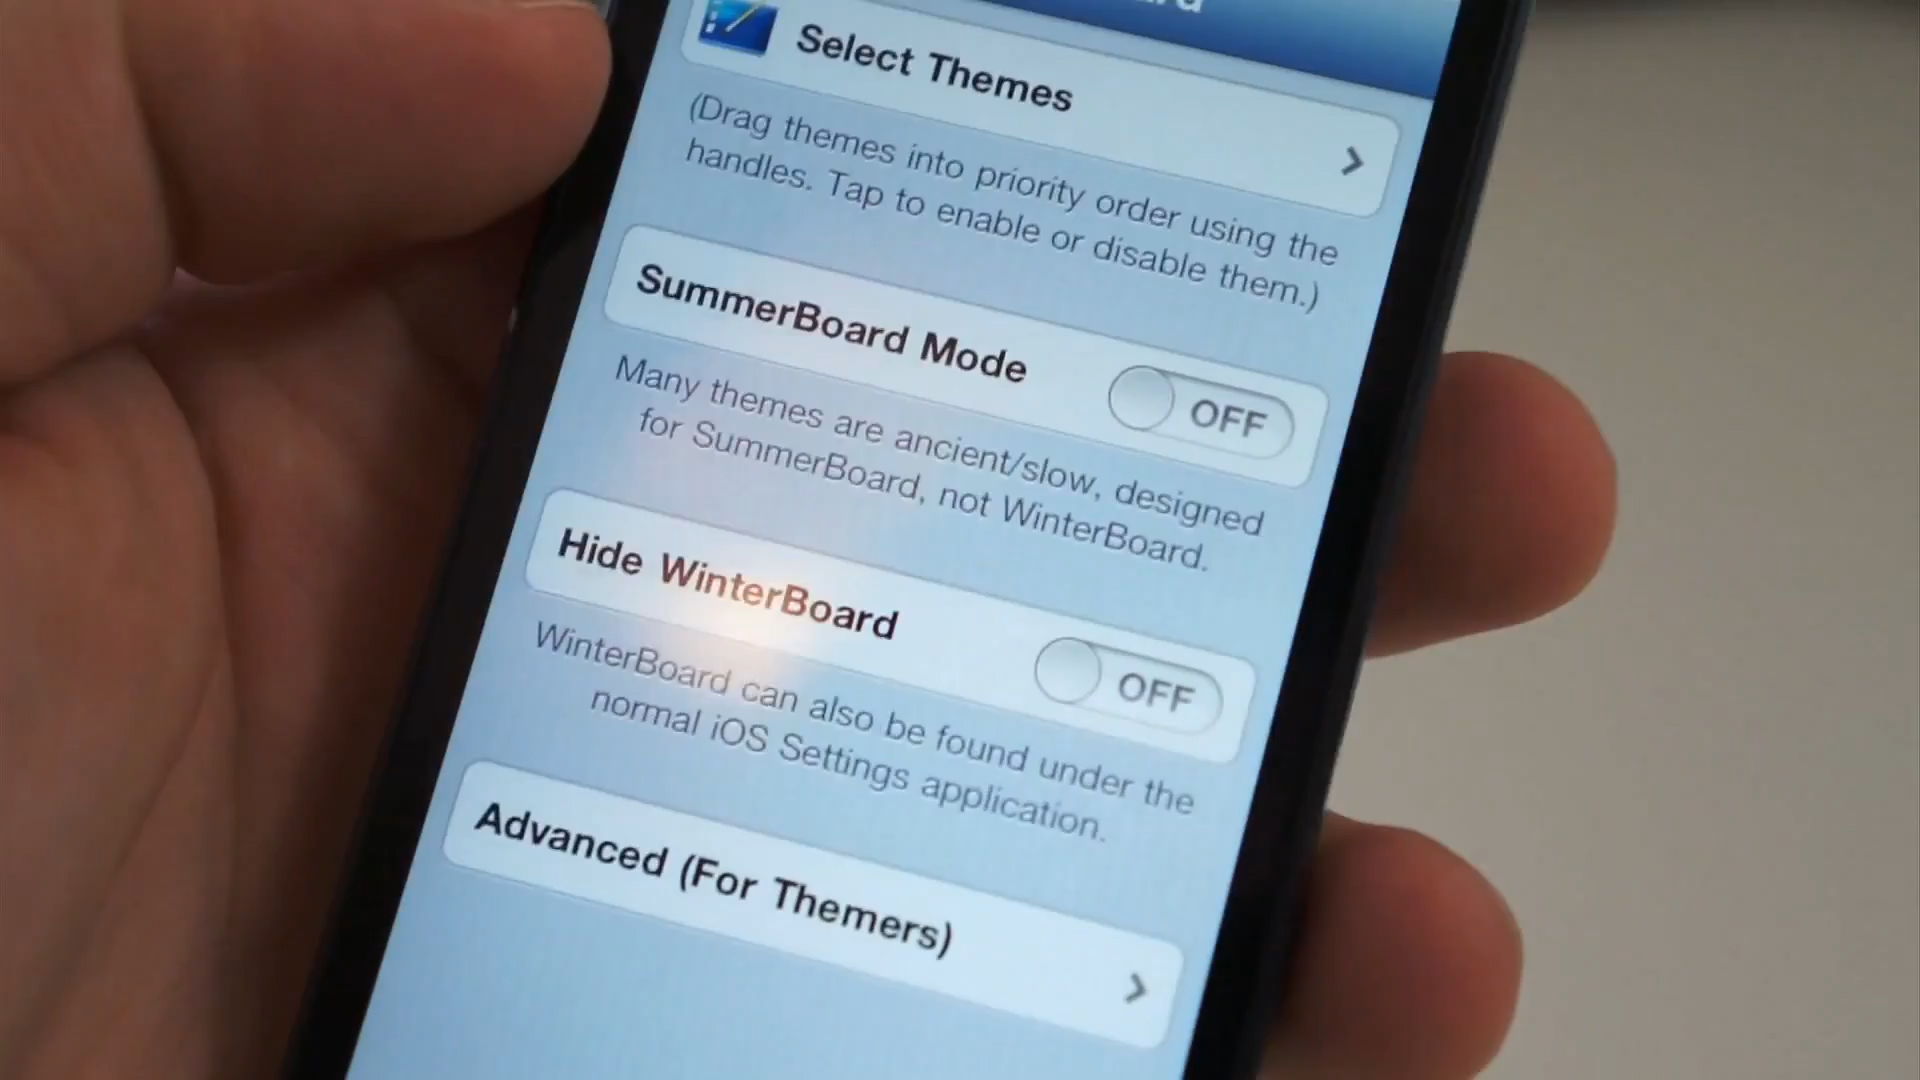 Select Themes
(Drag themes into priority order using the
handles. Tap to enable or disable them.)
SummerBoard Mode
OFF
Many themes are ancient/slow, designed
for SummerBoard, not WinterBoard.
Hide WinterBoard
OFF
WinterBoard can also be found under the
normal iOS Settings application.
Advanced (For Themers)